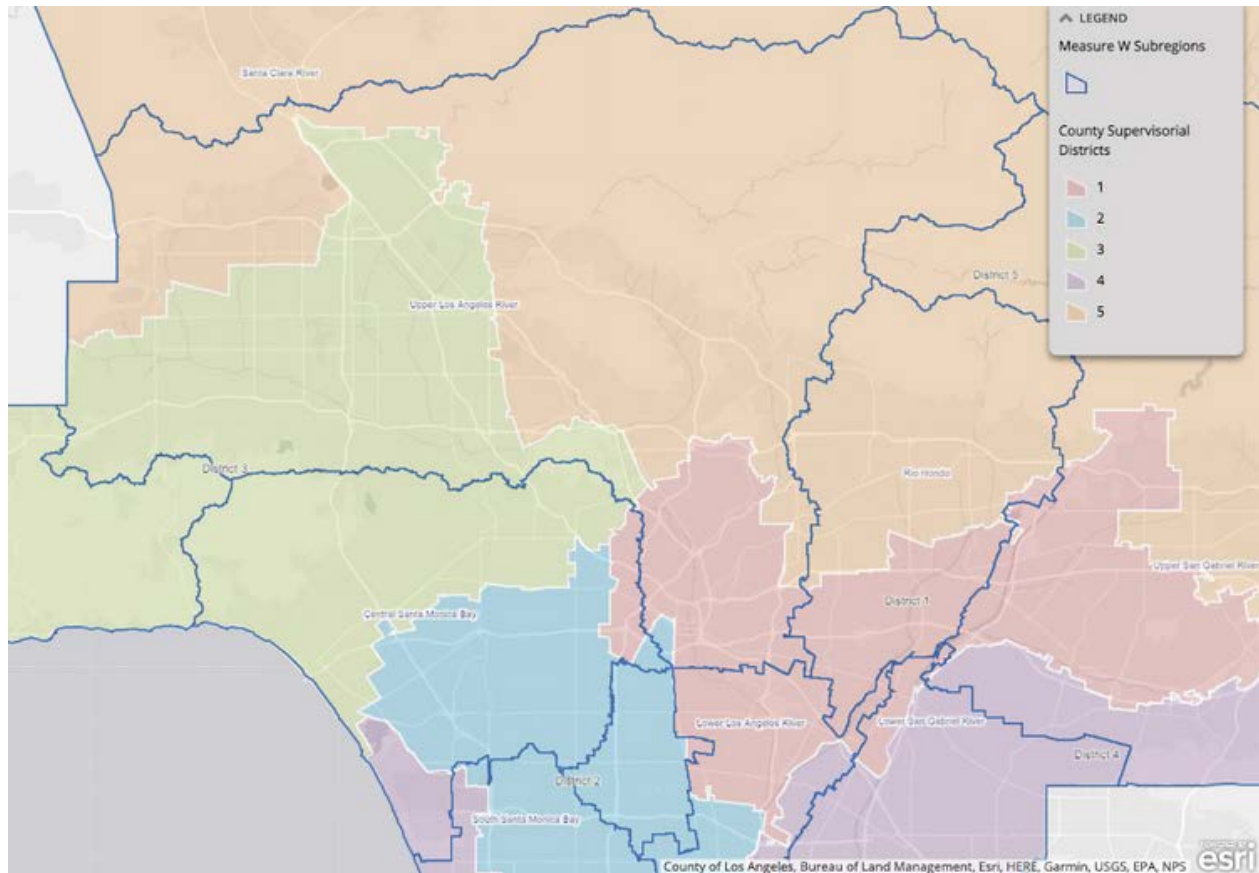 LEGEND
Measure W Subregions
County Supervisorial
Districts
1
2
3
4
5
Santa Clara River
District 5
Upper Los Angeles River
District 3
Rio Hondo
Upper San Gabriel River
District 1
Central Santa Monica Bay
Lower Los Angeles River
Lower San Gabriel River
District 4
District 2
South Santa Monica Bay
County of Los Angeles, Bureau of Land Management, Esri, HERE, Garmin, USGS, EPA, NPS
POWERED BY
esri